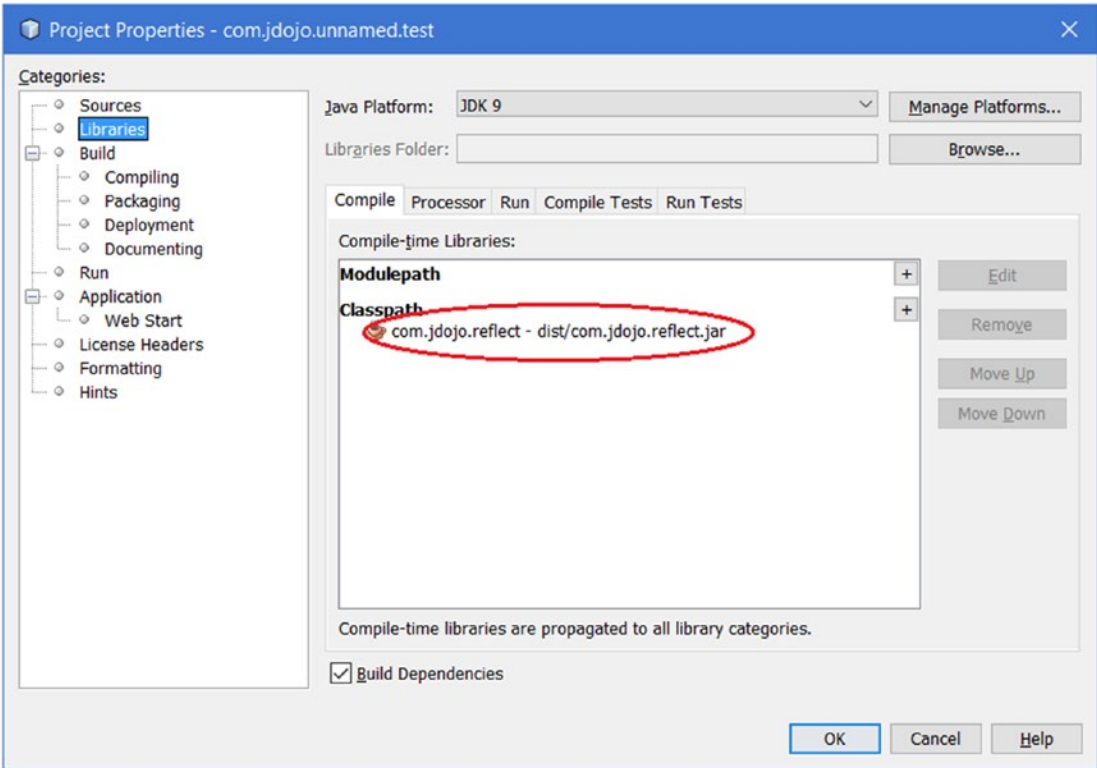 Project Properties - com.jdojo.unnamed.test
Categories:
Sources
Libraries
Build
Compiling
Packaging
Deployment
Documenting
Run
Application
Web Start
License Headers
Formatting
Hints
Java Platform: JDK 9 Manage Platforms...
Libraries Folder: Browse...
Compile Processor Run Compile Tests Run Tests
Compile-time Libraries:
Modulepath +
Classpath +
com.jdojo.reflect - dist/com.jdojo.reflect.jar
Edit
Remove
Move Up
Move Down
Compile-time libraries are propagated to all library categories.
Build Dependencies
OK Cancel Help